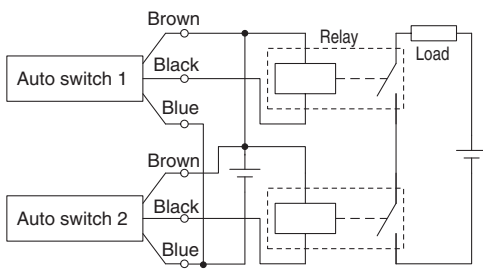 Brown
Relay
Load
Black
Auto switch 1
Blue
Brown
Black
Auto switch 2
Blue